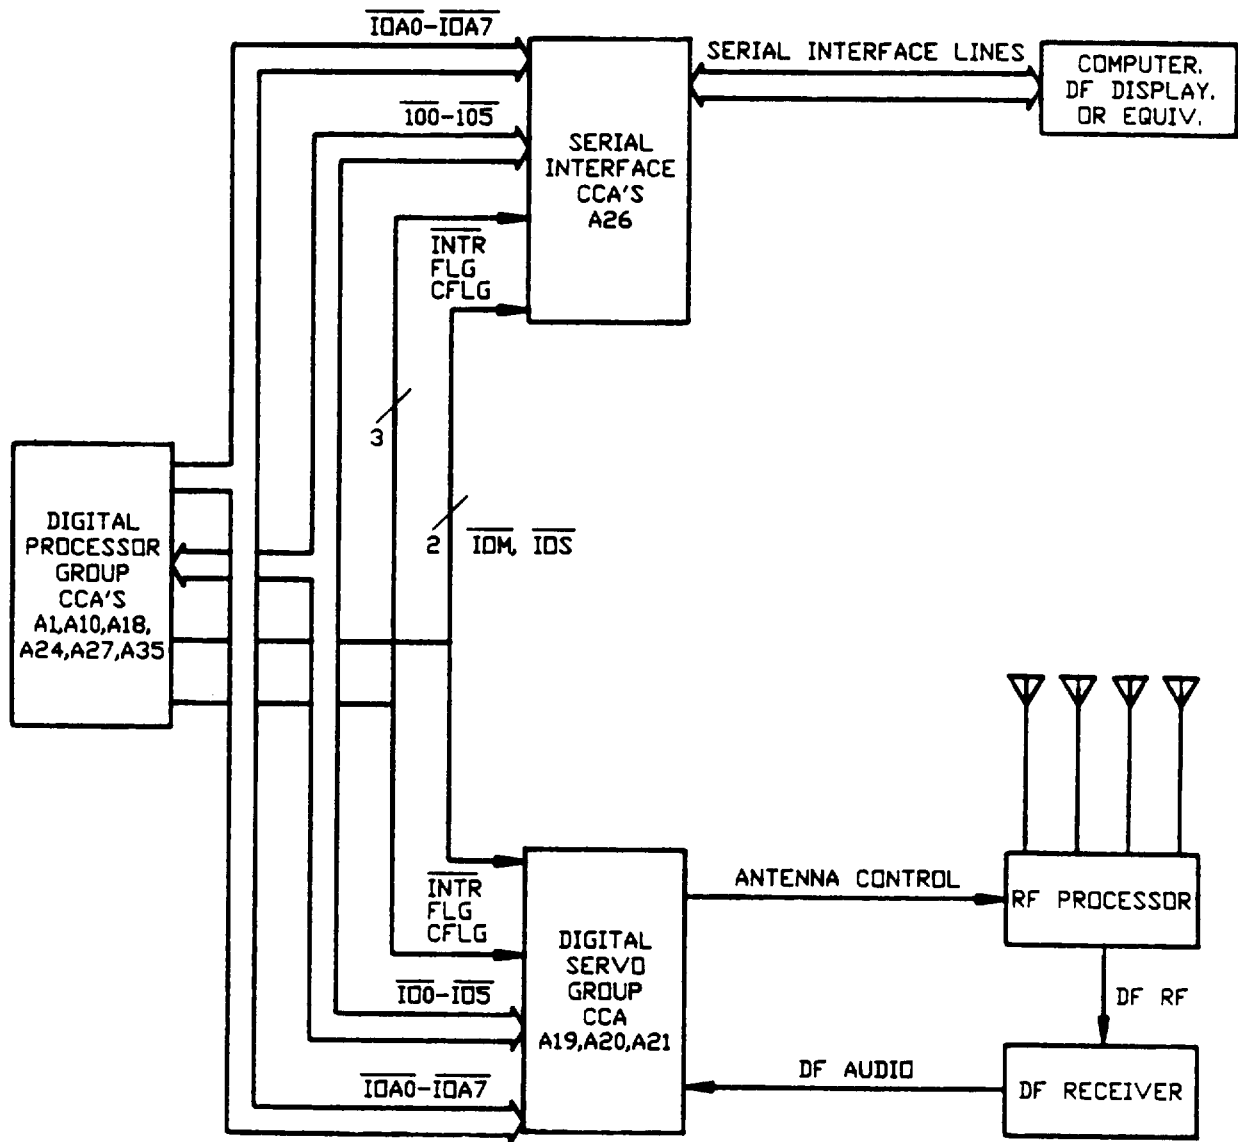 IOA0-IOA7
SERIAL INTERFACE LINES
COMPUTER.
DF DISPLAY.
OR EQUIV.
IO0-IO5
SERIAL
INTERFACE
CCA'S
A26
INTR
FLG
CFLG
3
2 IOM, IOS
DIGITAL
PROCESSOR
GROUP
CCA'S
A1,A10,A18,
A24,A27,A35
INTR
FLG
CFLG
ANTENNA CONTROL
RF PROCESSOR
DIGITAL
SERVO
GROUP
CCA
A19,A20,A21
IO0-IO5
DF RF
IOA0-IOA7
DF AUDIO
DF RECEIVER